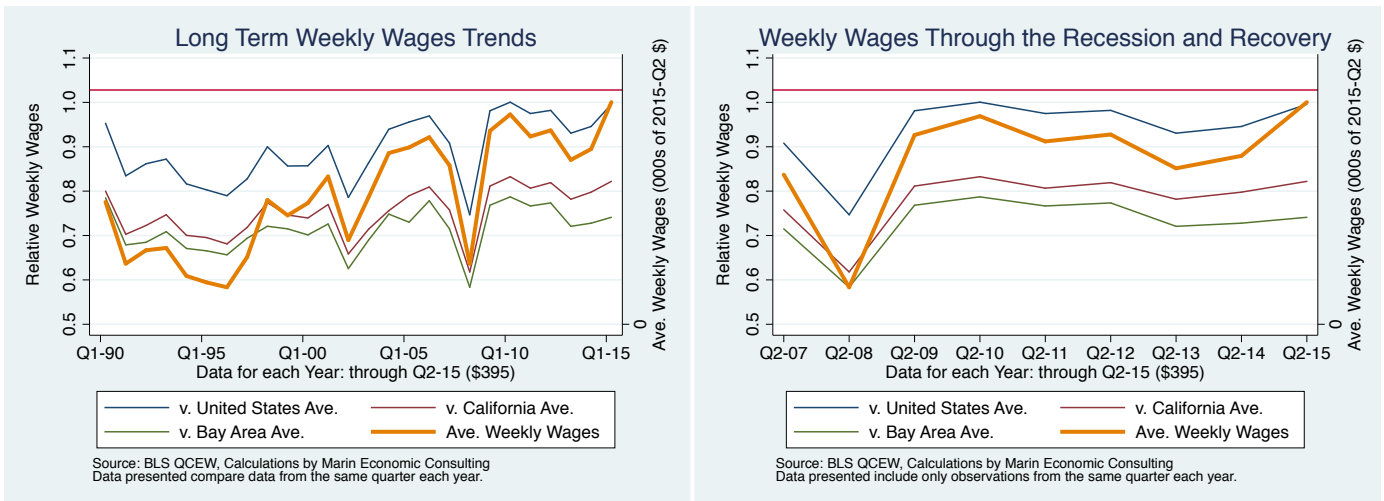 Long Term Weekly Wages Trends
Relative Weekly Wages
1.1
1.0
0.9
0.8
0.7
0.6
0.5
0
Ave. Weekly Wages (000s of 2015-Q2 $)
Q1-90 Q1-95 Q1-00 Q1-05 Q1-10 Q1-15
Data for each Year: through Q2-15 ($395)
v. United States Ave. v. California Ave.
v. Bay Area Ave. Ave. Weekly Wages
Source: BLS QCEW, Calculations by Marin Economic Consulting
Data presented compare data from the same quarter each year.
Weekly Wages Through the Recession and Recovery
Relative Weekly Wages
1.1
1.0
0.9
0.8
0.7
0.6
0.5
0
Ave. Weekly Wages (000s of 2015-Q2 $)
Q2-07 Q2-08 Q2-09 Q2-10 Q2-11 Q2-12 Q2-13 Q2-14 Q2-15
Data for each Year: through Q2-15 ($395)
v. United States Ave. v. California Ave.
v. Bay Area Ave. Ave. Weekly Wages
Source: BLS QCEW, Calculations by Marin Economic Consulting
Data presented include only observations from the same quarter each year.